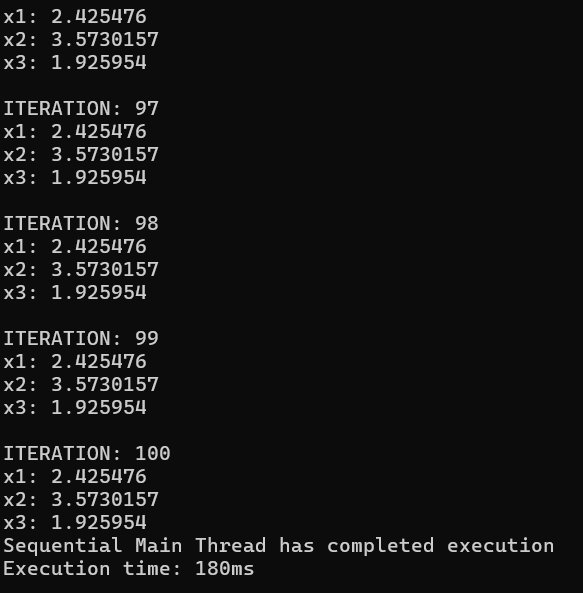 x1: 2.425476
x2: 3.5730157
x3: 1.925954

ITERATION: 97
x1: 2.425476
x2: 3.5730157
x3: 1.925954

ITERATION: 98
x1: 2.425476
x2: 3.5730157
x3: 1.925954

ITERATION: 99
x1: 2.425476
x2: 3.5730157
x3: 1.925954

ITERATION: 100
x1: 2.425476
x2: 3.5730157
x3: 1.925954
Sequential Main Thread has completed execution
Execution time: 180ms